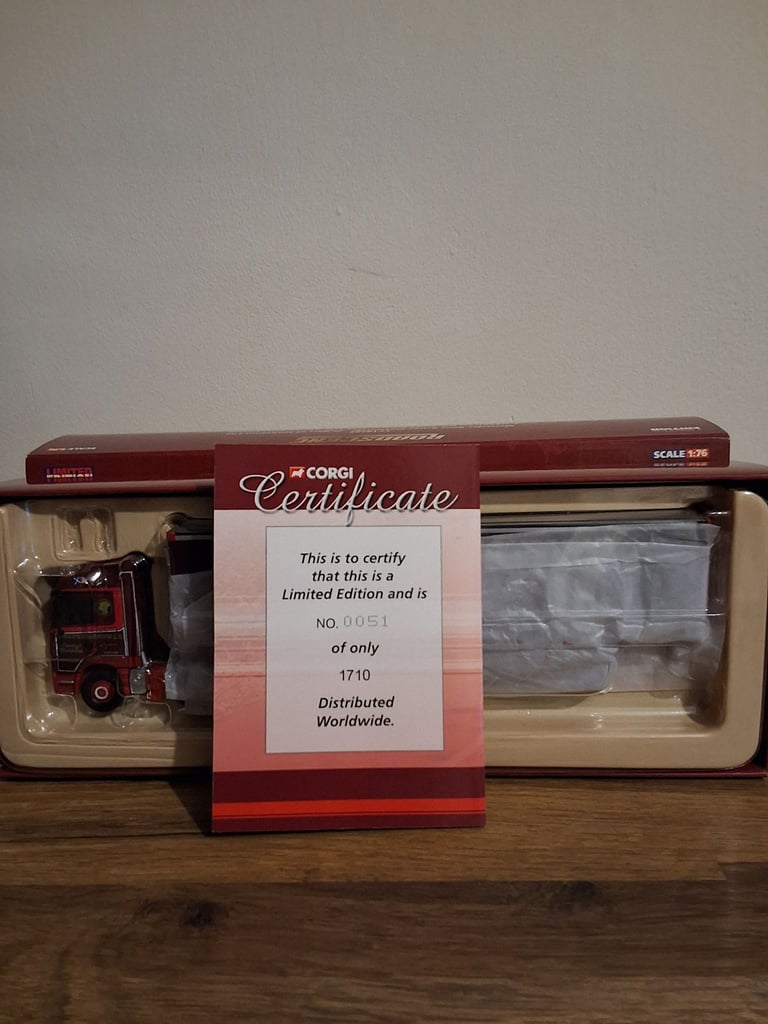 ROADSCENE
LIMITED
SCALE 1:76
CORGI
Certificate
This is to certify
that this is a
Limited Edition and is
NO. 0051
of only
1710
Distributed
Worldwide.